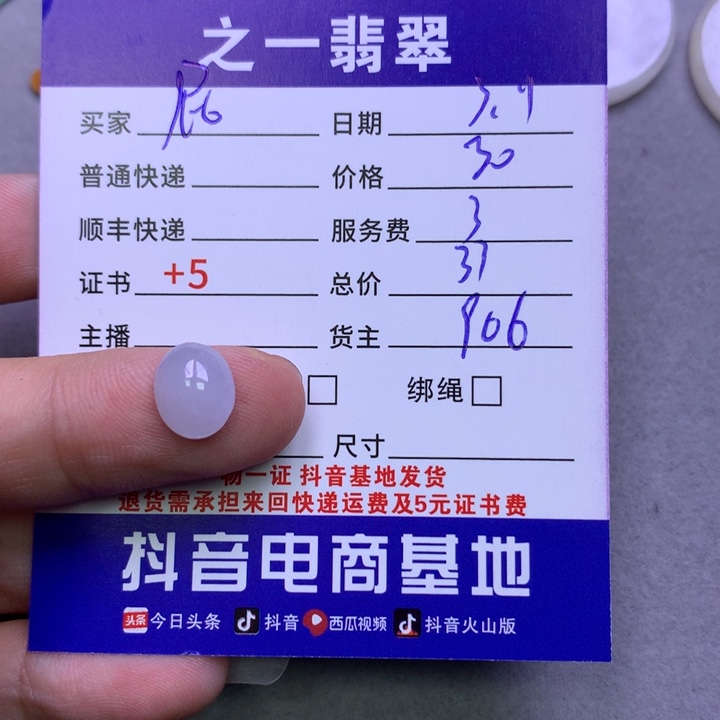 之一翡翠
买家 日期 3.9
普通快递 价格 30
顺丰快递 服务费 3
证书 +5 总价 31
主播 货主 906
绑绳
尺寸
物一证 抖音基地发货
退货需承担来回快递运费及5元证书费
抖音电商基地
头条 今日头条 抖音 西瓜视频 抖音火山版